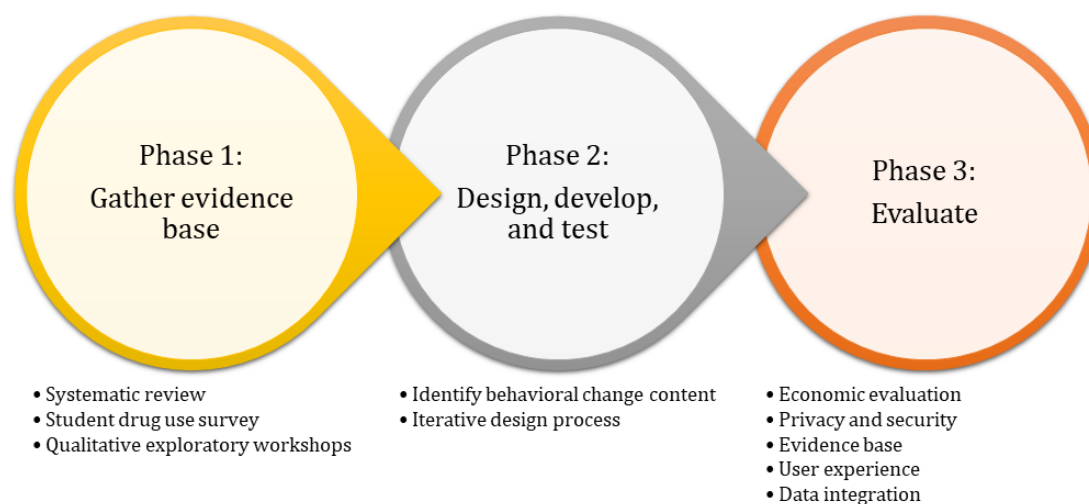 Phase 1:
Gather evidence
base
Phase 2:
Design, develop,
and test
Phase 3:
Evaluate
• Systematic review
• Student drug use survey
• Qualitative exploratory workshops
• Identify behavioral change content
• Iterative design process
• Economic evaluation
• Privacy and security
• Evidence base
• User experience
• Data integration